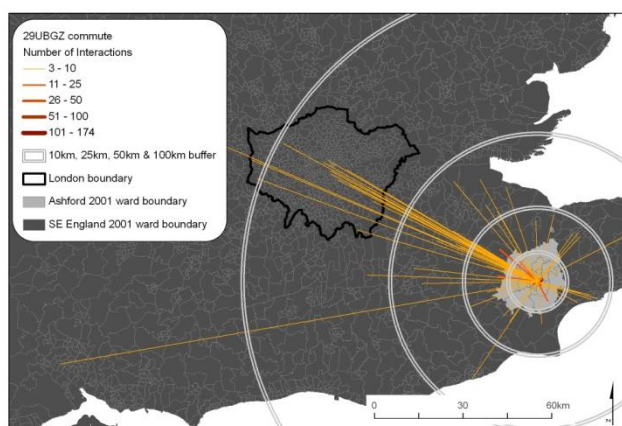 29UBGZ commute
Number of Interactions
3 - 10
11 - 25
26 - 50
51 - 100
101 - 174
10km, 25km, 50km & 100km buffer
London boundary
Ashford 2001 ward boundary
SE England 2001 ward boundary
0 30 60km